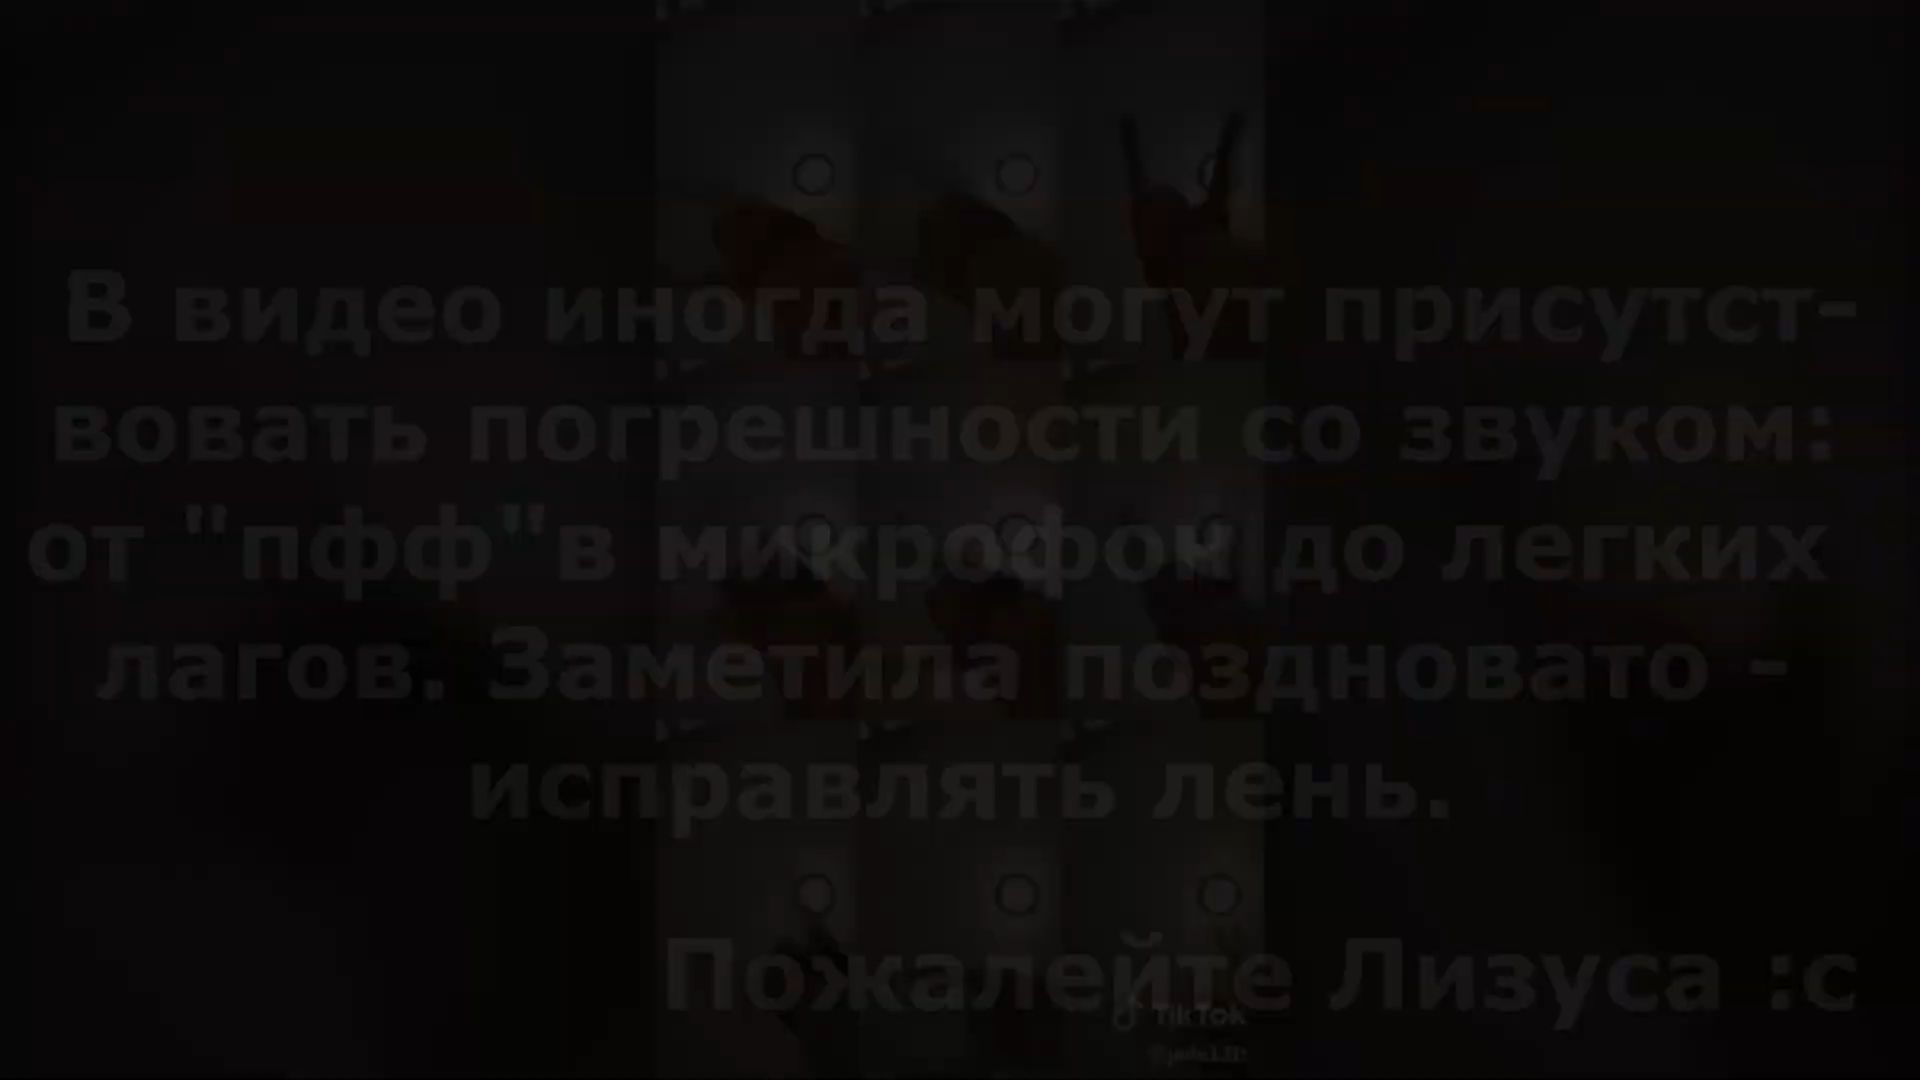 В видео иногда могут присутст-
вовать погрешности со звуком:
от "пфф"в микрофон до легких
лагов. Заметила поздновато -
исправлять лень.
Пожалейте Лизуса :с
TikTok